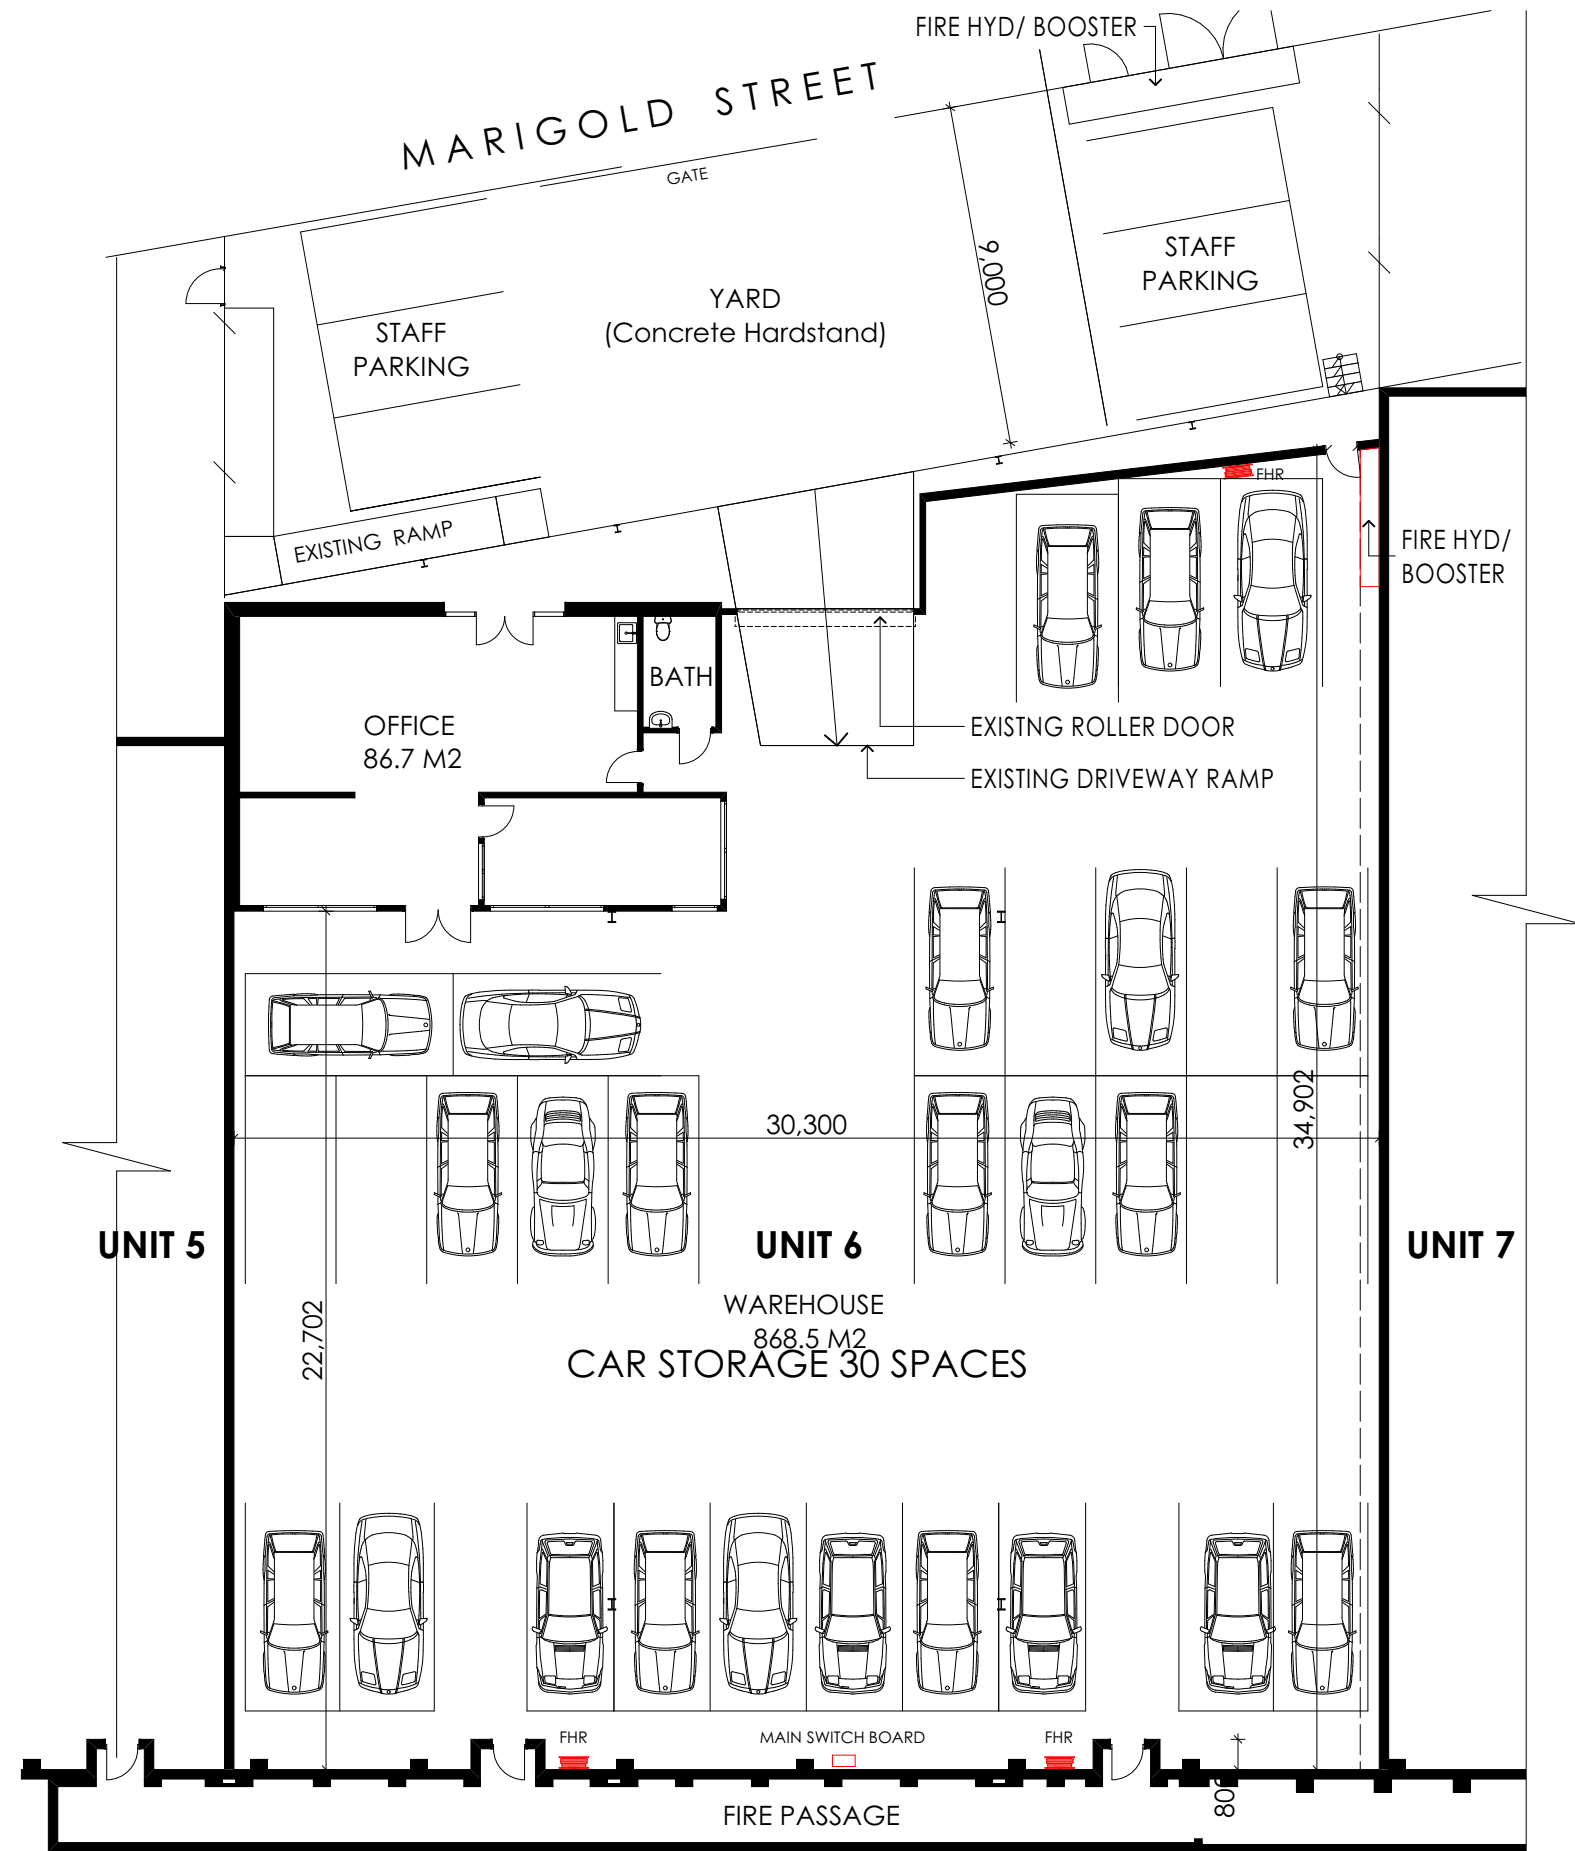 FIRE HYD/ BOOSTER
MARIGOLD STREET
GATE
9,000
STAFF
PARKING
YARD
(Concrete Hardstand)
STAFF
PARKING
EXISTING RAMP
FHR
FIRE HYD/
BOOSTER
BATH
OFFICE
86.7 M2
EXISTNG ROLLER DOOR
EXISTING DRIVEWAY RAMP
30,300
34,902
UNIT 5
UNIT 6
UNIT 7
WAREHOUSE
868.5 M2
CAR STORAGE 30 SPACES
22,702
FHR
MAIN SWITCH BOARD
FHR
FIRE PASSAGE